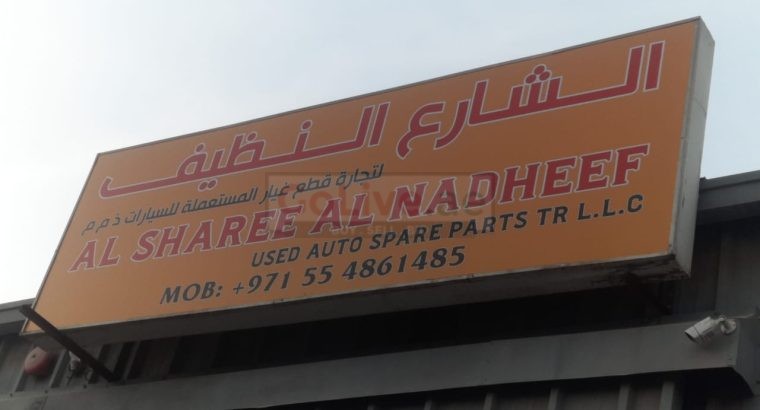 الشارع النظيف
لتجارة قطع غيار المستعملة للسيارات ذ م م
AL SHAREE AL NADHEEF
USED AUTO SPARE PARTS TR L.L.C
MOB: +971 55 4861485